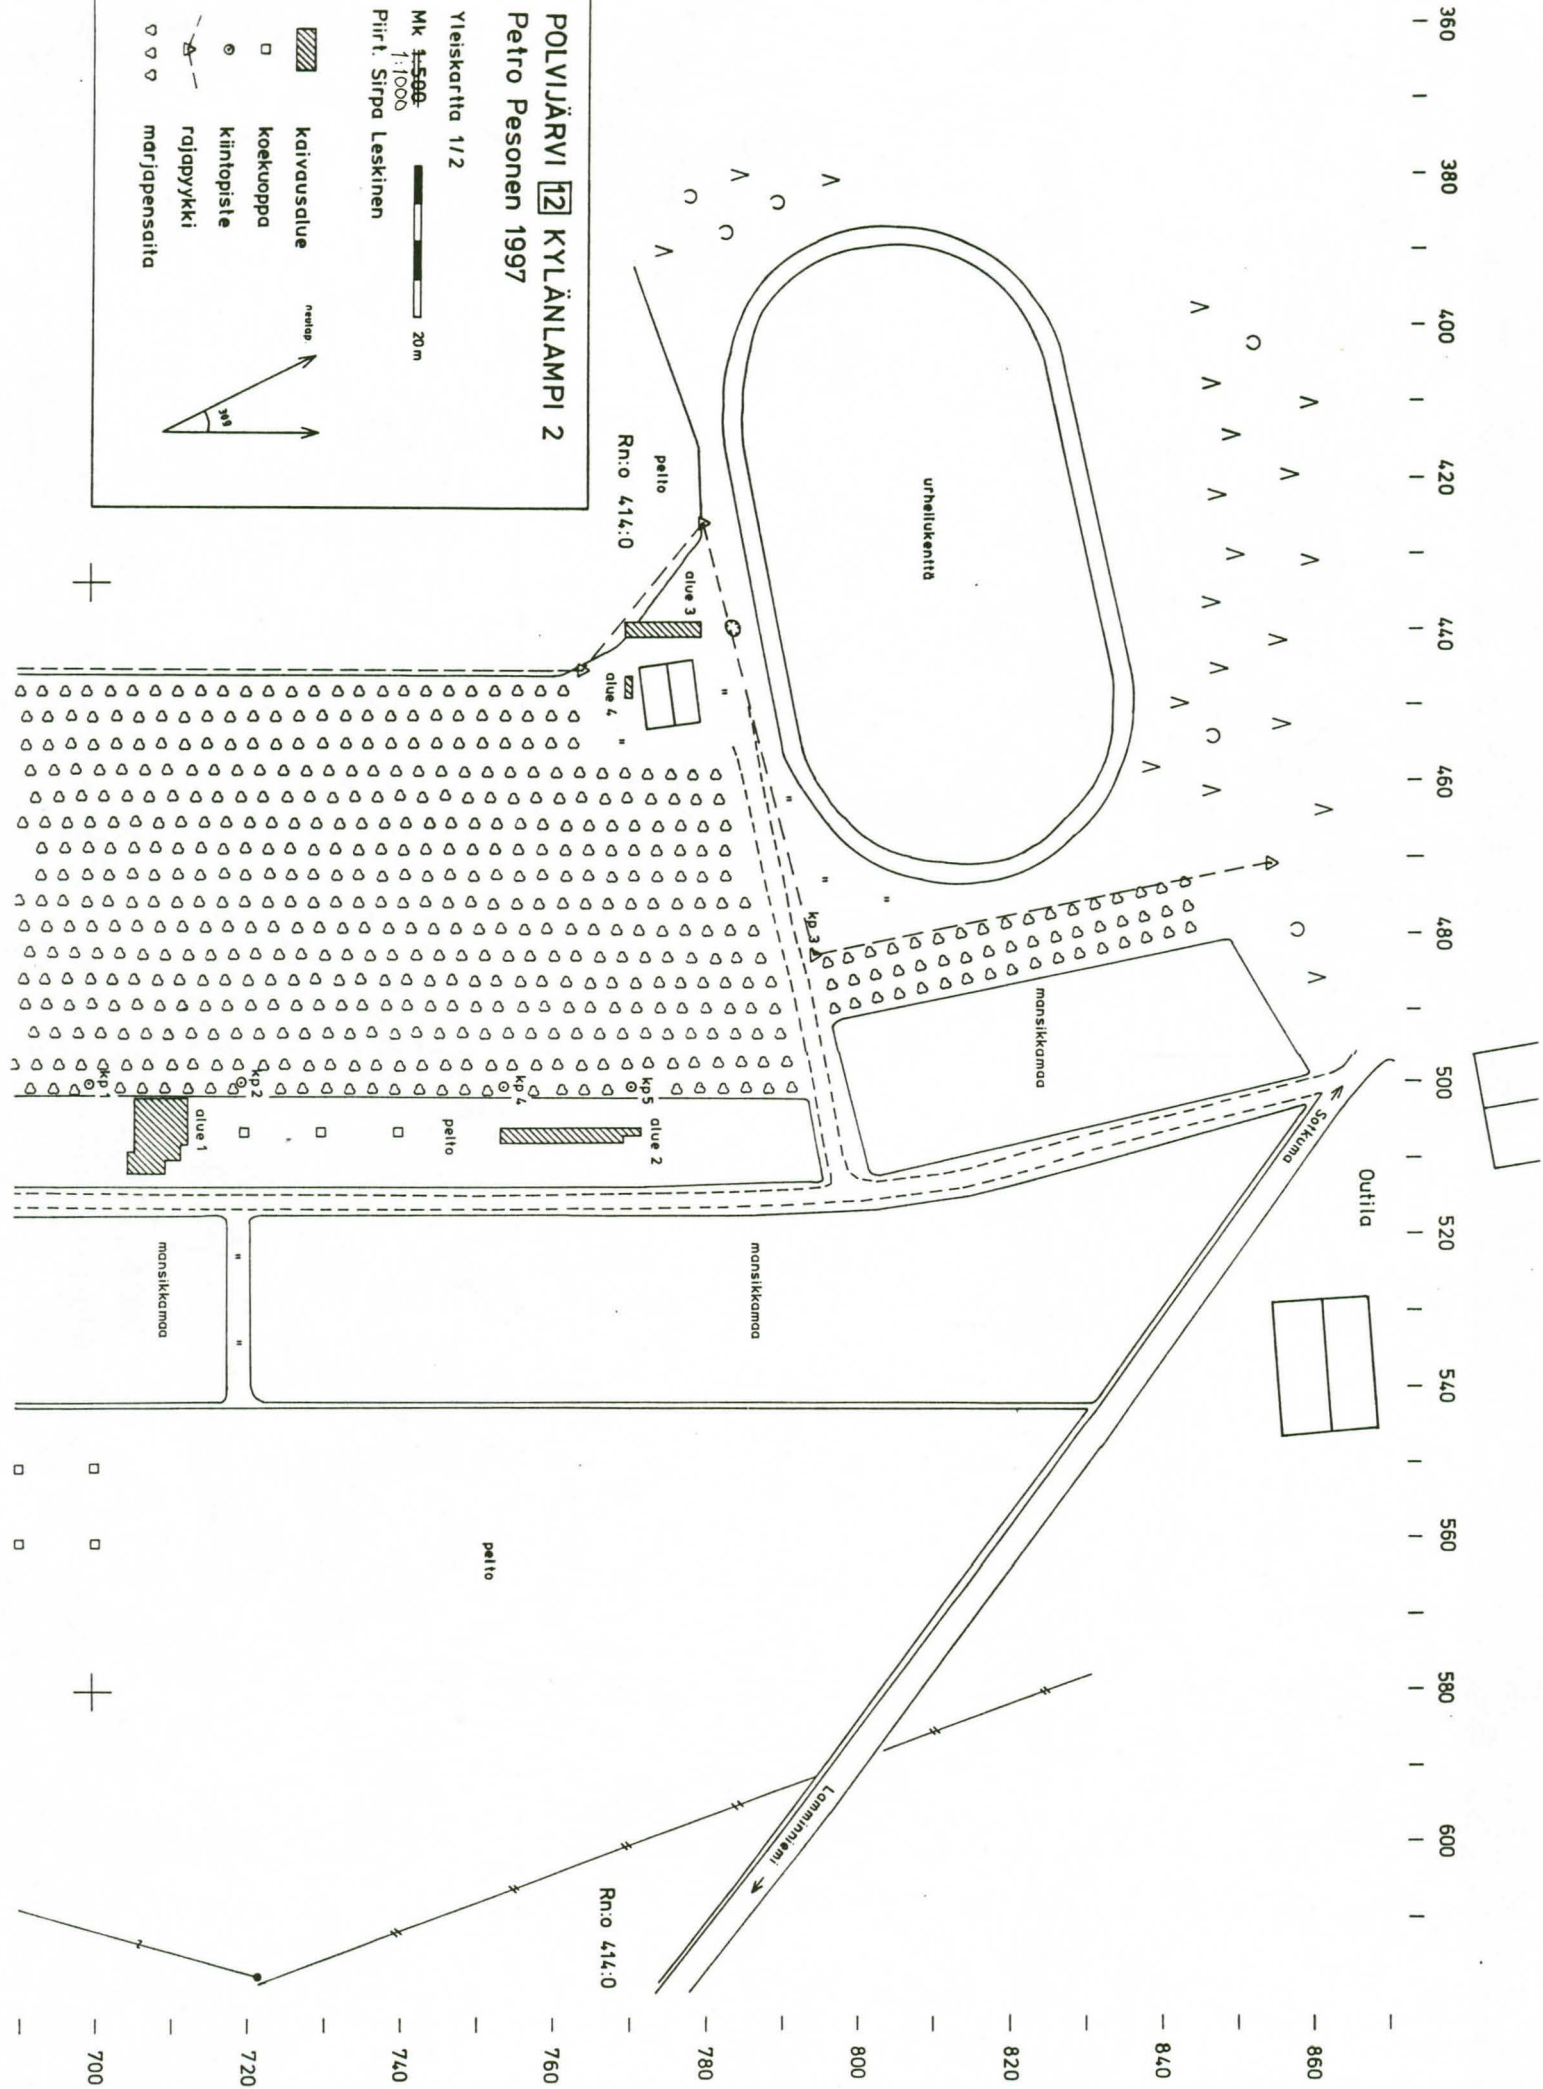 POLVIJÄRVI 12 KYLÄNLAMPI 2
Petro Pesonen 1997
Yleiskartta 1/2
Mk 1:500
1:1000
20m
Piirt. Sirpa Leskinen
kaivausalue
koekuoppa
kiintopiste
rajapyykki
marjapensaita
neulap.
360
380
400
420
440
460
480
500
520
540
560
580
600
860
840
820
800
780
760
740
720
700
urheilukenttä
pelto
Rn:o 414:0
alue 3
alue 4
kp 3
mansikkamaa
Sotkuma
Outila
kp 5
kp 4
kp 2
kp 1
alue 2
pelto
alue 1
mansikkamaa
mansikkamaa
pelto
Lamminniemi
Rn:o 414:0